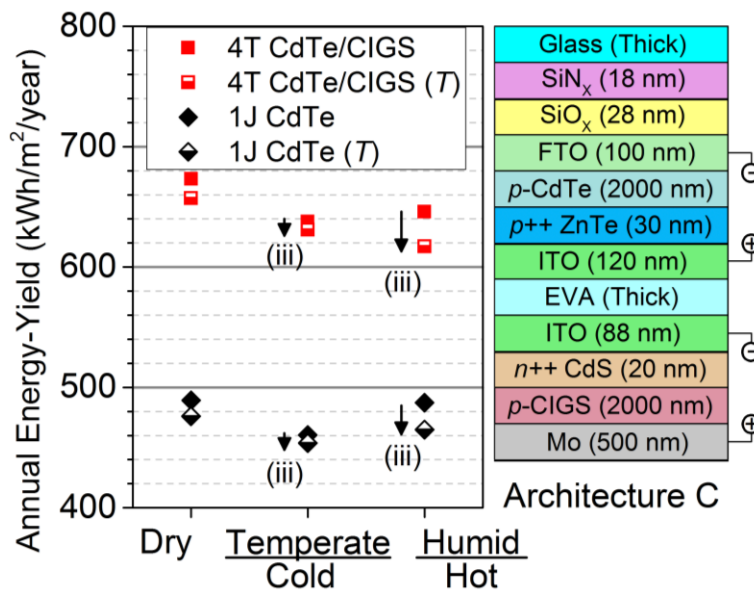 Annual Energy-Yield (kWh/m²/year)
800
700
600
500
400
4T CdTe/CIGS
4T CdTe/CIGS (T)
1J CdTe
1J CdTe (T)
(iii)
(iii)
(iii)
(iii)
Dry
Temperate
Cold
Humid
Hot
Glass (Thick)
SiNX (18 nm)
SiOX (28 nm)
FTO (100 nm)
p-CdTe (2000 nm)
p++ ZnTe (30 nm)
ITO (120 nm)
EVA (Thick)
ITO (88 nm)
n++ CdS (20 nm)
p-CIGS (2000 nm)
Mo (500 nm)
⊖
⊕
⊖
⊕
Architecture C